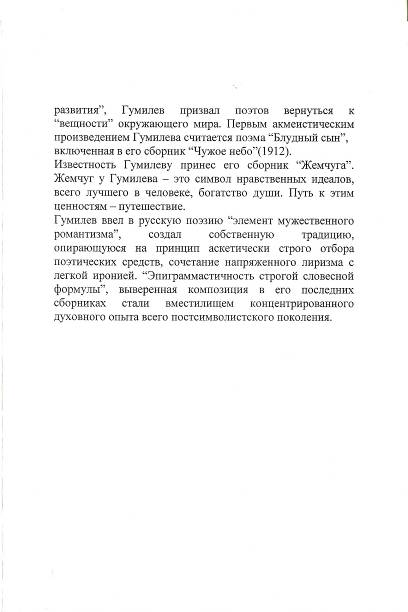 развития”, Гумилев призвал поэтов вернуться к
“вещности” окружающего мира. Первым акмеистическим
произведением Гумилева считается поэма “Блудный сын”,
включенная в его сборник “Чужое небо”(1912).
Известность Гумилеву принес его сборник “Жемчуга”.
Жемчуг у Гумилева – это символ нравственных идеалов,
всего лучшего в человеке, богатство души. Путь к этим
ценностям – путешествие.
Гумилев ввел в русскую поэзию “элемент мужественного
романтизма”, создал собственную традицию,
опирающуюся на принцип аскетически строго отбора
поэтических средств, сочетание напряженного лиризма с
легкой иронией. “Эпиграммастичность строгой словесной
формулы”, выверенная композиция в его последних
сборниках стали вместилищем концентрированного
духовного опыта всего постсимволистского поколения.